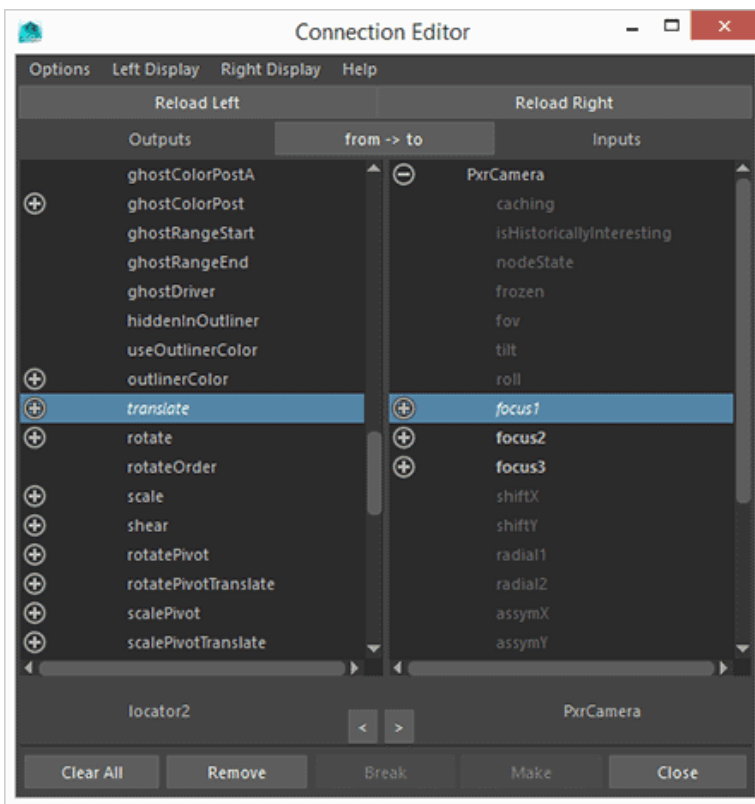 Connection Editor
Options Left Display Right Display Help
Reload Left Reload Right
Outputs from -> to Inputs
ghostColorPostA PxrCamera
ghostColorPost caching
ghostRangeStart isHistoricallyInteresting
ghostRangeEnd nodeState
ghostDriver frozen
hiddenInOutliner fov
useOutlinerColor tilt
outlinerColor roll
translate focus1
rotate focus2
rotateOrder focus3
scale shiftX
shear shiftY
rotatePivot radial1
rotatePivotTranslate radial2
scalePivot assymX
scalePivotTranslate assymY
locator2 < > PxrCamera
Clear All Remove Break Make Close